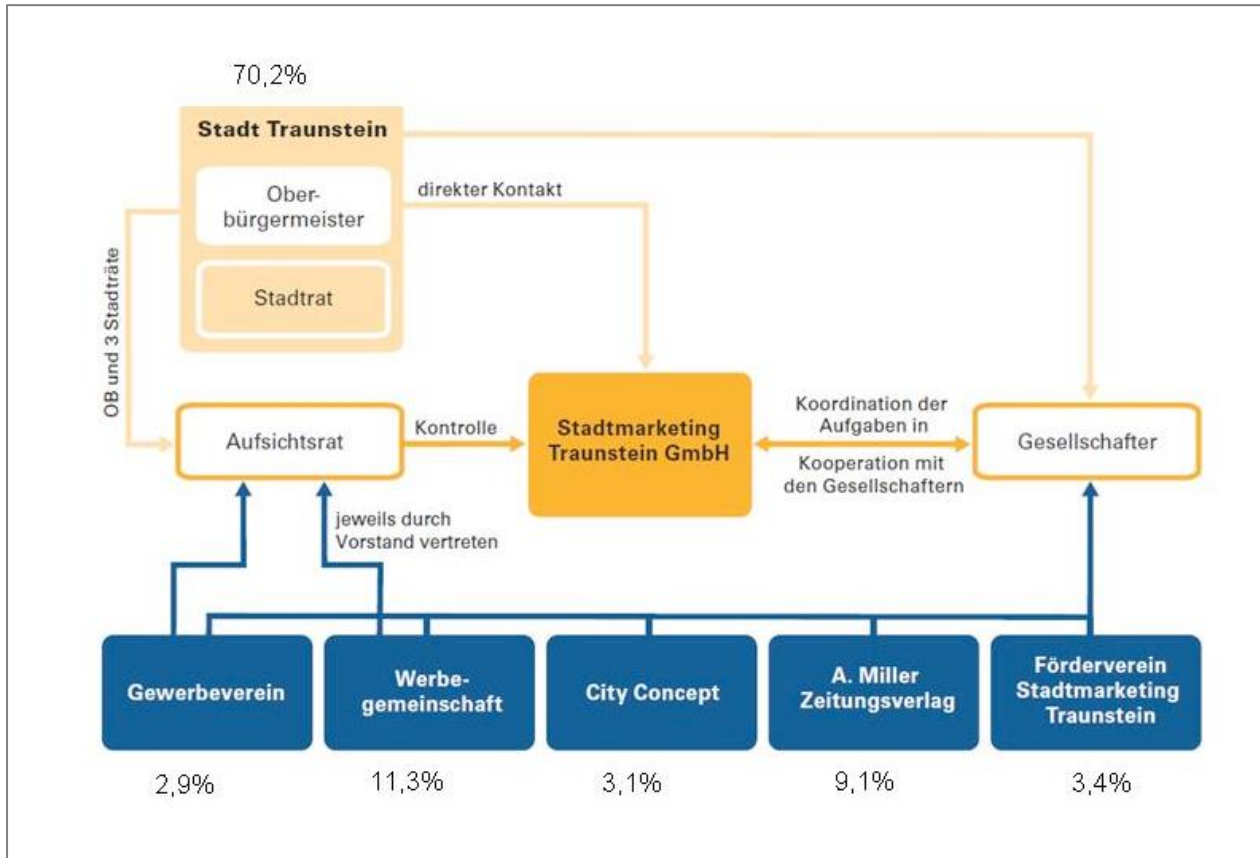 70,2%
Stadt Traunstein
Ober-
bürgermeister
Stadtrat
direkter Kontakt
OB und 3 Stadträte
Aufsichtsrat
Kontrolle
Stadtmarketing
Traunstein GmbH
Koordination der
Aufgaben in
Kooperation mit
den Gesellschaftern
Gesellschafter
jeweils durch
Vorstand vertreten
Gewerbeverein
Werbe-
gemeinschaft
City Concept
A. Miller
Zeitungsverlag
Förderverein
Stadtmarketing
Traunstein
2,9%
11,3%
3,1%
9,1%
3,4%